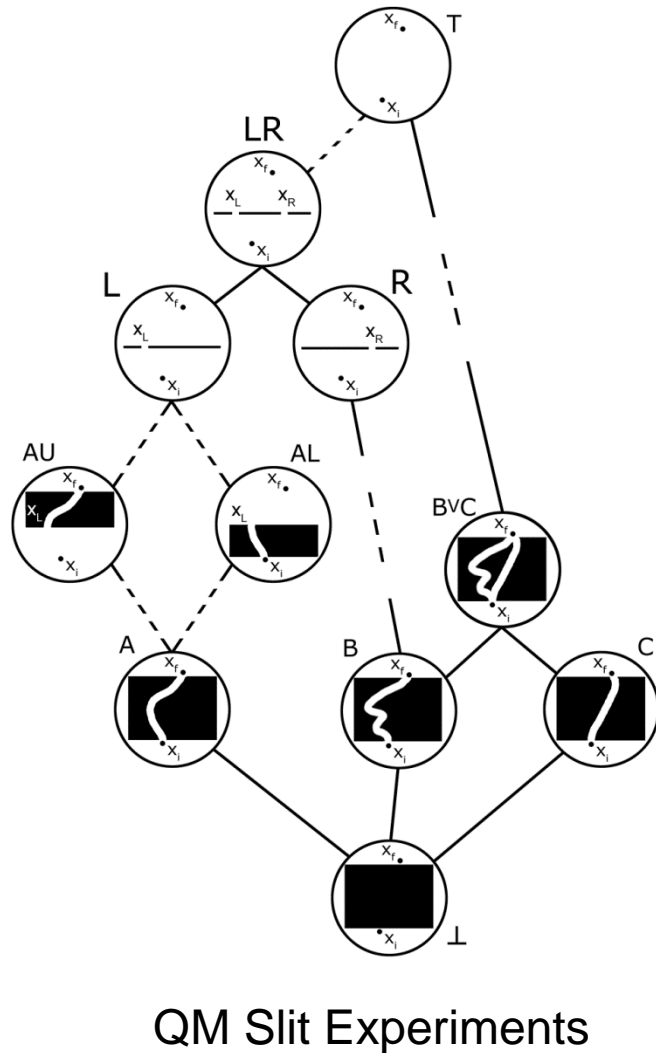 x_f T
x_i
LR
x_f
x_L x_R
x_i
L R
x_f x_f
x_L x_R
x_i x_i
AU AL
x_f x_f
x_L x_L
x_i x_i
B∨C
x_f
x_i
A B C
x_f x_f x_f
x_i x_i x_i
x_f
x_i ⊥
QM Slit Experiments